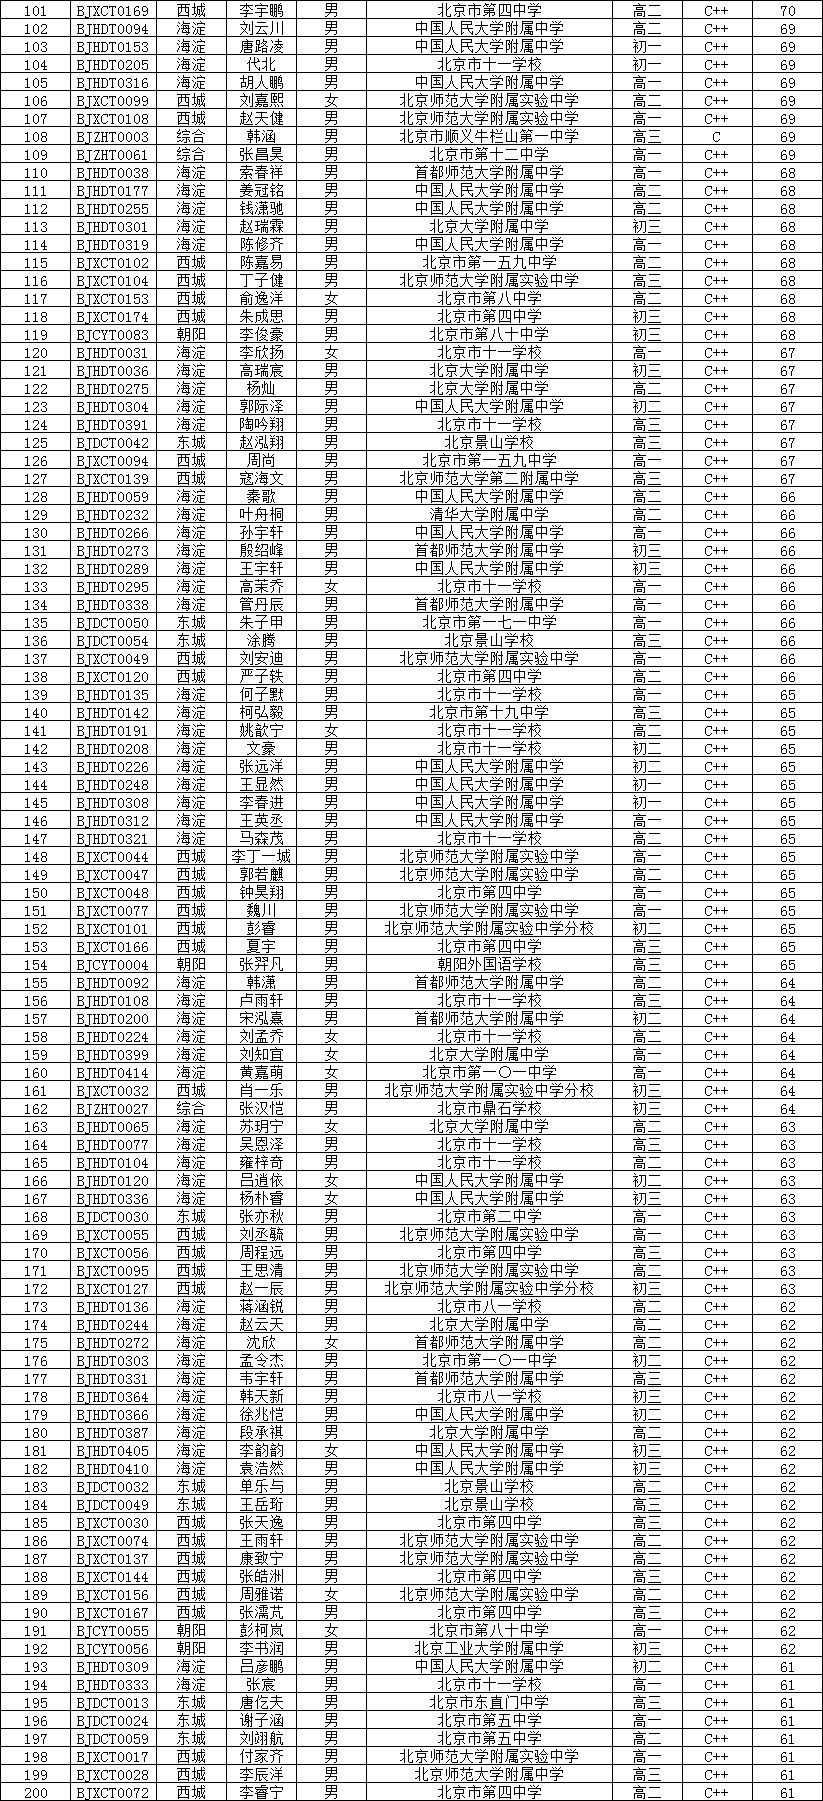 101 BJXCT0169 西城 李宇鹏 男 北京市第四中学 高二 C++ 70
102 BJHDT0094 海淀 刘云川 男 中国人民大学附属中学 高二 C++ 69
103 BJHDT0153 海淀 唐路凌 男 中国人民大学附属中学 初一 C++ 69
104 BJHDT0205 海淀 代北 男 北京市十一学校 初一 C++ 69
105 BJHDT0316 海淀 胡人鹏 男 中国人民大学附属中学 高一 C++ 69
106 BJXCT0099 西城 刘嘉熙 女 北京师范大学附属实验中学 高二 C++ 69
107 BJXCT0108 西城 赵天健 男 北京师范大学附属实验中学 高一 C++ 69
108 BJZHT0003 综合 韩涵 男 北京市顺义牛栏山第一中学 高三 C 69
109 BJZHT0061 综合 张昌昊 男 北京市第十二中学 高一 C++ 69
110 BJHDT0038 海淀 索春祥 男 首都师范大学附属中学 高一 C++ 68
111 BJHDT0177 海淀 姜冠铭 男 中国人民大学附属中学 高二 C++ 68
112 BJHDT0255 海淀 钱潇驰 男 中国人民大学附属中学 高二 C++ 68
113 BJHDT0301 海淀 赵瑞霖 男 北京大学附属中学 初三 C++ 68
114 BJHDT0319 海淀 陈修齐 男 中国人民大学附属中学 高一 C++ 68
115 BJXCT0102 西城 陈嘉易 男 北京市第一五九中学 高二 C++ 68
116 BJXCT0104 西城 丁子健 男 北京师范大学附属实验中学 高三 C++ 68
117 BJXCT0153 西城 俞逸洋 女 北京市第八中学 高二 C++ 68
118 BJXCT0174 西城 朱成思 男 北京市第四中学 初三 C++ 68
119 BJCYT0083 朝阳 李俊豪 男 北京市第八十中学 初三 C++ 68
120 BJHDT0031 海淀 李欣扬 女 北京市十一学校 高一 C++ 67
121 BJHDT0036 海淀 高瑞宸 男 北京大学附属中学 初三 C++ 67
122 BJHDT0275 海淀 杨灿 男 北京大学附属中学 高二 C++ 67
123 BJHDT0304 海淀 郭际泽 男 中国人民大学附属中学 初二 C++ 67
124 BJHDT0391 海淀 陶吟翔 男 北京市十一学校 高三 C++ 67
125 BJDCT0042 东城 赵泓翔 男 北京景山学校 高三 C++ 67
126 BJXCT0094 西城 周尚 男 北京市第一五九中学 高一 C++ 67
127 BJXCT0139 西城 寇海文 男 北京师范大学第二附属中学 高三 C++ 67
128 BJHDT0059 海淀 秦歌 男 中国人民大学附属中学 高二 C++ 66
129 BJHDT0232 海淀 叶舟桐 男 清华大学附属中学 高二 C++ 66
130 BJHDT0266 海淀 孙宇轩 男 中国人民大学附属中学 高一 C++ 66
131 BJHDT0273 海淀 殷绍峰 男 首都师范大学附属中学 初三 C++ 66
132 BJHDT0289 海淀 王宇轩 男 中国人民大学附属中学 初三 C++ 66
133 BJHDT0295 海淀 高茉乔 女 北京市十一学校 高一 C++ 66
134 BJHDT0338 海淀 管丹辰 男 首都师范大学附属中学 高一 C++ 66
135 BJDCT0050 东城 朱子甲 男 北京市第一七一中学 高一 C++ 66
136 BJDCT0054 东城 涂腾 男 北京景山学校 高三 C++ 66
137 BJXCT0049 西城 刘安迪 男 北京师范大学附属实验中学 高一 C++ 66
138 BJXCT0120 西城 严子轶 男 北京市第四中学 高二 C++ 66
139 BJHDT0135 海淀 何子默 男 北京市十一学校 高一 C++ 65
140 BJHDT0142 海淀 柯弘毅 男 北京市第十九中学 高三 C++ 65
141 BJHDT0191 海淀 姚歆宁 女 北京市十一学校 高二 C++ 65
142 BJHDT0208 海淀 文豪 男 北京市十一学校 初二 C++ 65
143 BJHDT0226 海淀 张远洋 男 中国人民大学附属中学 初二 C++ 65
144 BJHDT0248 海淀 王显然 男 中国人民大学附属中学 初一 C++ 65
145 BJHDT0308 海淀 李春进 男 中国人民大学附属中学 初一 C++ 65
146 BJHDT0312 海淀 王英丞 男 中国人民大学附属中学 高一 C++ 65
147 BJHDT0321 海淀 马森茂 男 北京市十一学校 高二 C++ 65
148 BJXCT0044 西城 李丁一城 男 北京师范大学附属实验中学 高一 C++ 65
149 BJXCT0047 西城 郭若麒 男 北京师范大学附属实验中学 高二 C++ 65
150 BJXCT0048 西城 钟昊翔 男 北京市第四中学 高一 C++ 65
151 BJXCT0077 西城 魏川 男 北京师范大学附属实验中学 高一 C++ 65
152 BJXCT0101 西城 彭睿 男 北京师范大学附属实验中学分校 初二 C++ 65
153 BJXCT0166 西城 夏宇 男 北京市第四中学 高三 C++ 65
154 BJCYT0004 朝阳 张羿凡 男 朝阳外国语学校 高三 C++ 65
155 BJHDT0092 海淀 韩潇 男 首都师范大学附属中学 高二 C++ 64
156 BJHDT0108 海淀 卢雨轩 男 北京市十一学校 高三 C++ 64
157 BJHDT0200 海淀 宋泓熹 男 首都师范大学附属中学 初二 C++ 64
158 BJHDT0224 海淀 刘孟乔 女 北京市十一学校 高二 C++ 64
159 BJHDT0399 海淀 刘知宜 女 北京大学附属中学 高一 C++ 64
160 BJHDT0414 海淀 黄嘉萌 女 北京市第一〇一中学 高一 C++ 64
161 BJXCT0032 西城 肖一乐 男 北京师范大学附属实验中学分校 初三 C++ 64
162 BJZHT0027 综合 张汉恺 男 北京市鼎石学校 初三 C++ 64
163 BJHDT0065 海淀 苏玥宁 女 北京大学附属中学 高二 C++ 63
164 BJHDT0077 海淀 吴恩泽 男 北京市十一学校 高三 C++ 63
165 BJHDT0104 海淀 雍梓奇 男 北京市十一学校 高二 C++ 63
166 BJHDT0120 海淀 吕逍依 女 中国人民大学附属中学 初二 C++ 63
167 BJHDT0336 海淀 杨朴睿 女 中国人民大学附属中学 初三 C++ 63
168 BJDCT0030 东城 张亦秋 男 北京市第二中学 高一 C++ 63
169 BJXCT0055 西城 刘丞毓 男 北京师范大学附属实验中学 高一 C++ 63
170 BJXCT0056 西城 周程远 男 北京市第四中学 高三 C++ 63
171 BJXCT0095 西城 王思清 男 北京师范大学附属实验中学 高二 C++ 63
172 BJXCT0127 西城 赵一辰 男 北京师范大学附属实验中学分校 初三 C++ 63
173 BJHDT0136 海淀 蒋涵锐 男 北京市八一学校 高二 C++ 62
174 BJHDT0244 海淀 赵云天 男 北京大学附属中学 高二 C++ 62
175 BJHDT0272 海淀 沈欣 女 首都师范大学附属中学 高二 C++ 62
176 BJHDT0303 海淀 孟令杰 男 北京市第一〇一中学 初二 C++ 62
177 BJHDT0331 海淀 韦宇轩 男 首都师范大学附属中学 高三 C++ 62
178 BJHDT0364 海淀 韩天新 男 北京市八一学校 初三 C++ 62
179 BJHDT0366 海淀 徐兆恺 男 中国人民大学附属中学 初二 C++ 62
180 BJHDT0387 海淀 段承祺 男 北京大学附属中学 高二 C++ 62
181 BJHDT0405 海淀 李韵韵 女 中国人民大学附属中学 初三 C++ 62
182 BJHDT0410 海淀 袁浩然 男 中国人民大学附属中学 初三 C++ 62
183 BJDCT0032 东城 单乐与 男 北京景山学校 高二 C++ 62
184 BJDCT0049 东城 王岳珩 男 北京景山学校 高三 C++ 62
185 BJXCT0030 西城 张天逸 男 北京市第四中学 高三 C++ 62
186 BJXCT0074 西城 王雨轩 男 北京师范大学附属实验中学 高二 C++ 62
187 BJXCT0137 西城 康致宁 男 北京师范大学附属实验中学 高二 C++ 62
188 BJXCT0144 西城 张皓洲 男 北京市第四中学 高三 C++ 62
189 BJXCT0156 西城 周雅诺 女 北京师范大学附属实验中学 高二 C++ 62
190 BJXCT0167 西城 张濡芃 男 北京市第四中学 高三 C++ 62
191 BJCYT0055 朝阳 彭柯岚 女 北京市第八十中学 高一 C++ 62
192 BJCYT0056 朝阳 李书润 男 北京工业大学附属中学 初三 C++ 62
193 BJHDT0309 海淀 吕彦鹏 男 中国人民大学附属中学 初二 C++ 61
194 BJHDT0333 海淀 张宸 男 北京市十一学校 高一 C++ 61
195 BJDCT0013 东城 唐仡夫 男 北京市东直门中学 高三 C++ 61
196 BJDCT0024 东城 谢子涵 男 北京市第五中学 高一 C++ 61
197 BJDCT0059 东城 刘翊航 男 北京市第五中学 高二 C++ 61
198 BJXCT0017 西城 付家齐 男 北京师范大学附属实验中学 高一 C++ 61
199 BJXCT0028 西城 李辰洋 男 北京师范大学附属中学 高三 C++ 61
200 BJXCT0072 西城 李睿宁 男 北京市第四中学 高二 C++ 61